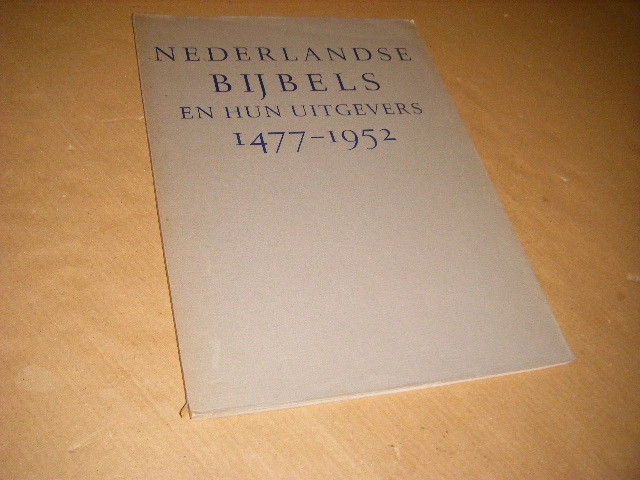 NEDERLANDSE
BIJBELS
EN HUN UITGEVERS
1477–1952